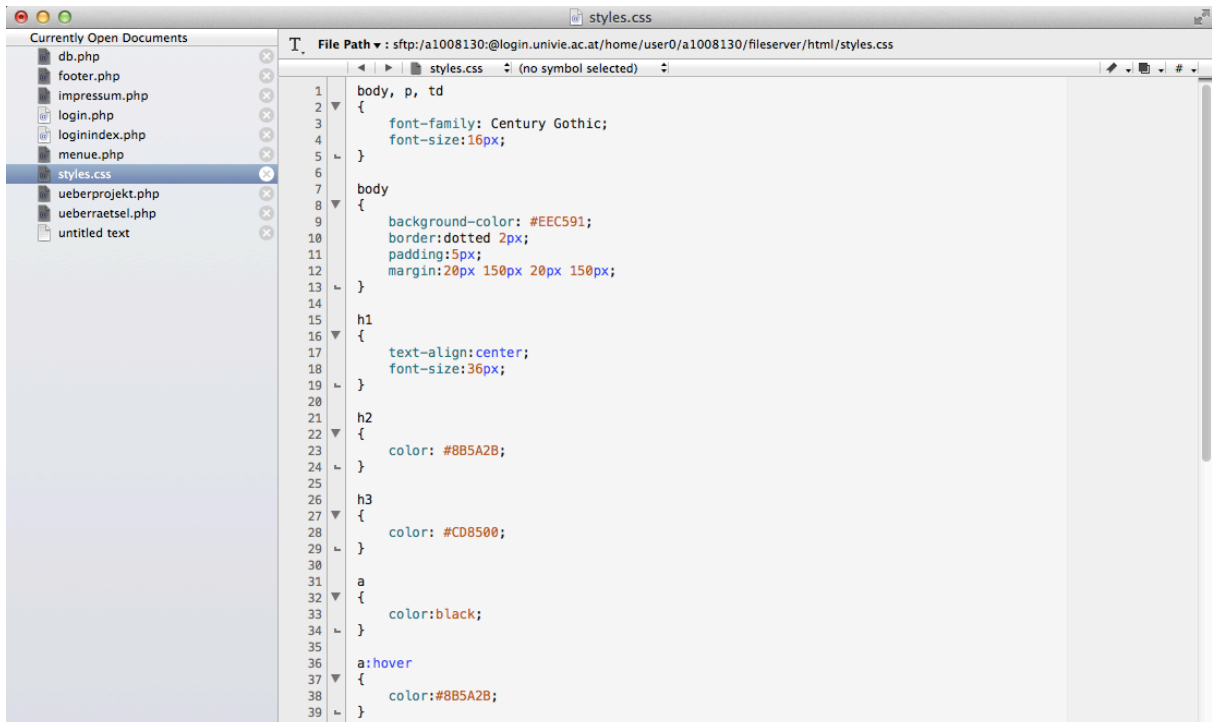 styles.css
Currently Open Documents
db.php
footer.php
impressum.php
login.php
loginindex.php
menue.php
styles.css
ueberprojekt.php
ueberraetsel.php
untitled text
File Path ▾ : sftp:/a1008130:@login.univie.ac.at/home/user0/a1008130/fileserver/html/styles.css
styles.css (no symbol selected) #
1 body, p, td
2 {
3 font-family: Century Gothic;
4 font-size:16px;
5 }
6
7 body
8 {
9 background-color: #EEC591;
10 border:dotted 2px;
11 padding:5px;
12 margin:20px 150px 20px 150px;
13 }
14
15 h1
16 {
17 text-align:center;
18 font-size:36px;
19 }
20
21 h2
22 {
23 color: #8B5A2B;
24 }
25
26 h3
27 {
28 color: #CD8500;
29 }
30
31 a
32 {
33 color:black;
34 }
35
36 a:hover
37 {
38 color:#8B5A2B;
39 }